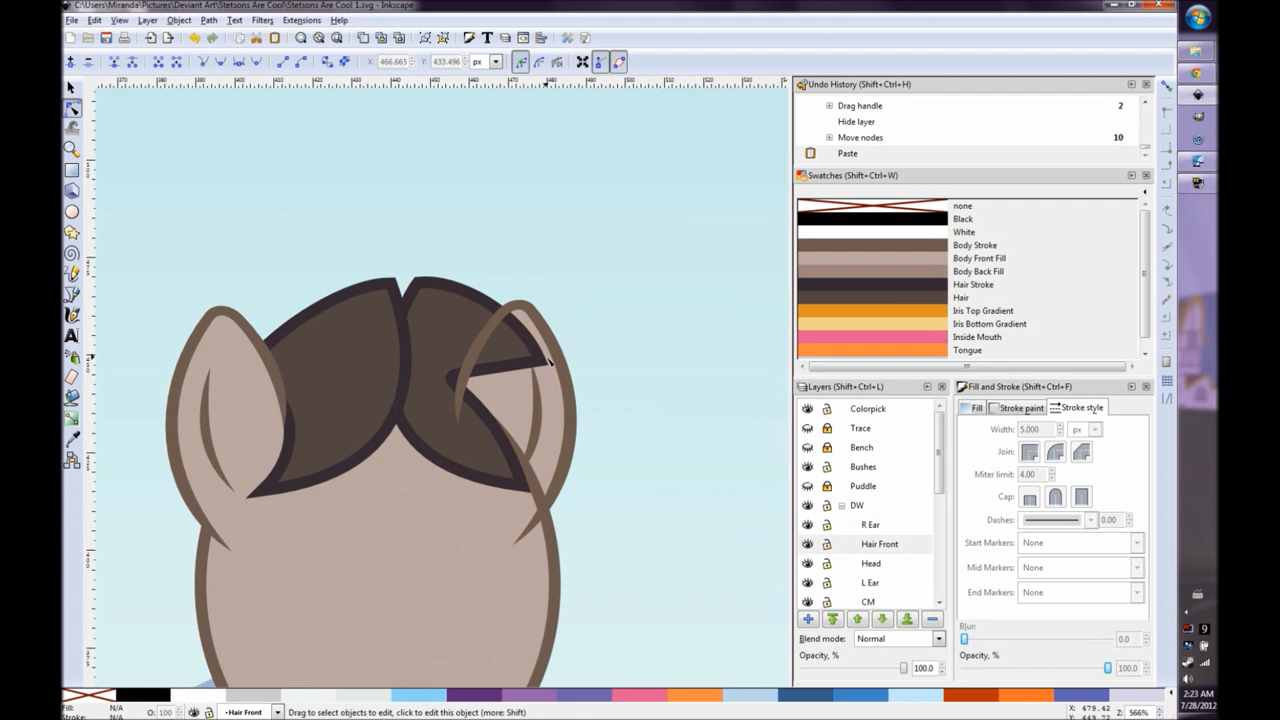 C:\Users\Miranda\Pictures\Deviant Art\Stetsons Are Cool\Stetsons Are Cool 1.svg - Inkscape
File Edit View Layer Object Path Text Filters Extensions Help
X: 466.665 Y: 433.496 px
Undo History (Shift+Ctrl+H)
Drag handle 2
Hide layer
Move nodes 10
Paste
Swatches (Shift+Ctrl+W)
none
Black
White
Body Stroke
Body Front Fill
Body Back Fill
Hair Stroke
Hair
Iris Top Gradient
Iris Bottom Gradient
Inside Mouth
Tongue
Layers (Shift+Ctrl+L)
Colorpick
Trace
Bench
Bushes
Puddle
DW
R Ear
Hair Front
Head
L Ear
CM
Blend mode: Normal
Opacity, % 100.0
Fill and Stroke (Shift+Ctrl+F)
Fill Stroke paint Stroke style
Width: 5.000 px
Join:
Miter limit: 4.00
Cap:
Dashes: 0.00
Start Markers: None
Mid Markers: None
End Markers: None
Blur: 0.0
Opacity, % 100.0
Fill: N/A
Stroke: N/A
O: 100
Hair Front
Drag to select objects to edit, click to edit this object (more: Shift)
X: 479.42
Y: 449.72
Z: 566%
9
2:23 AM
7/28/2012